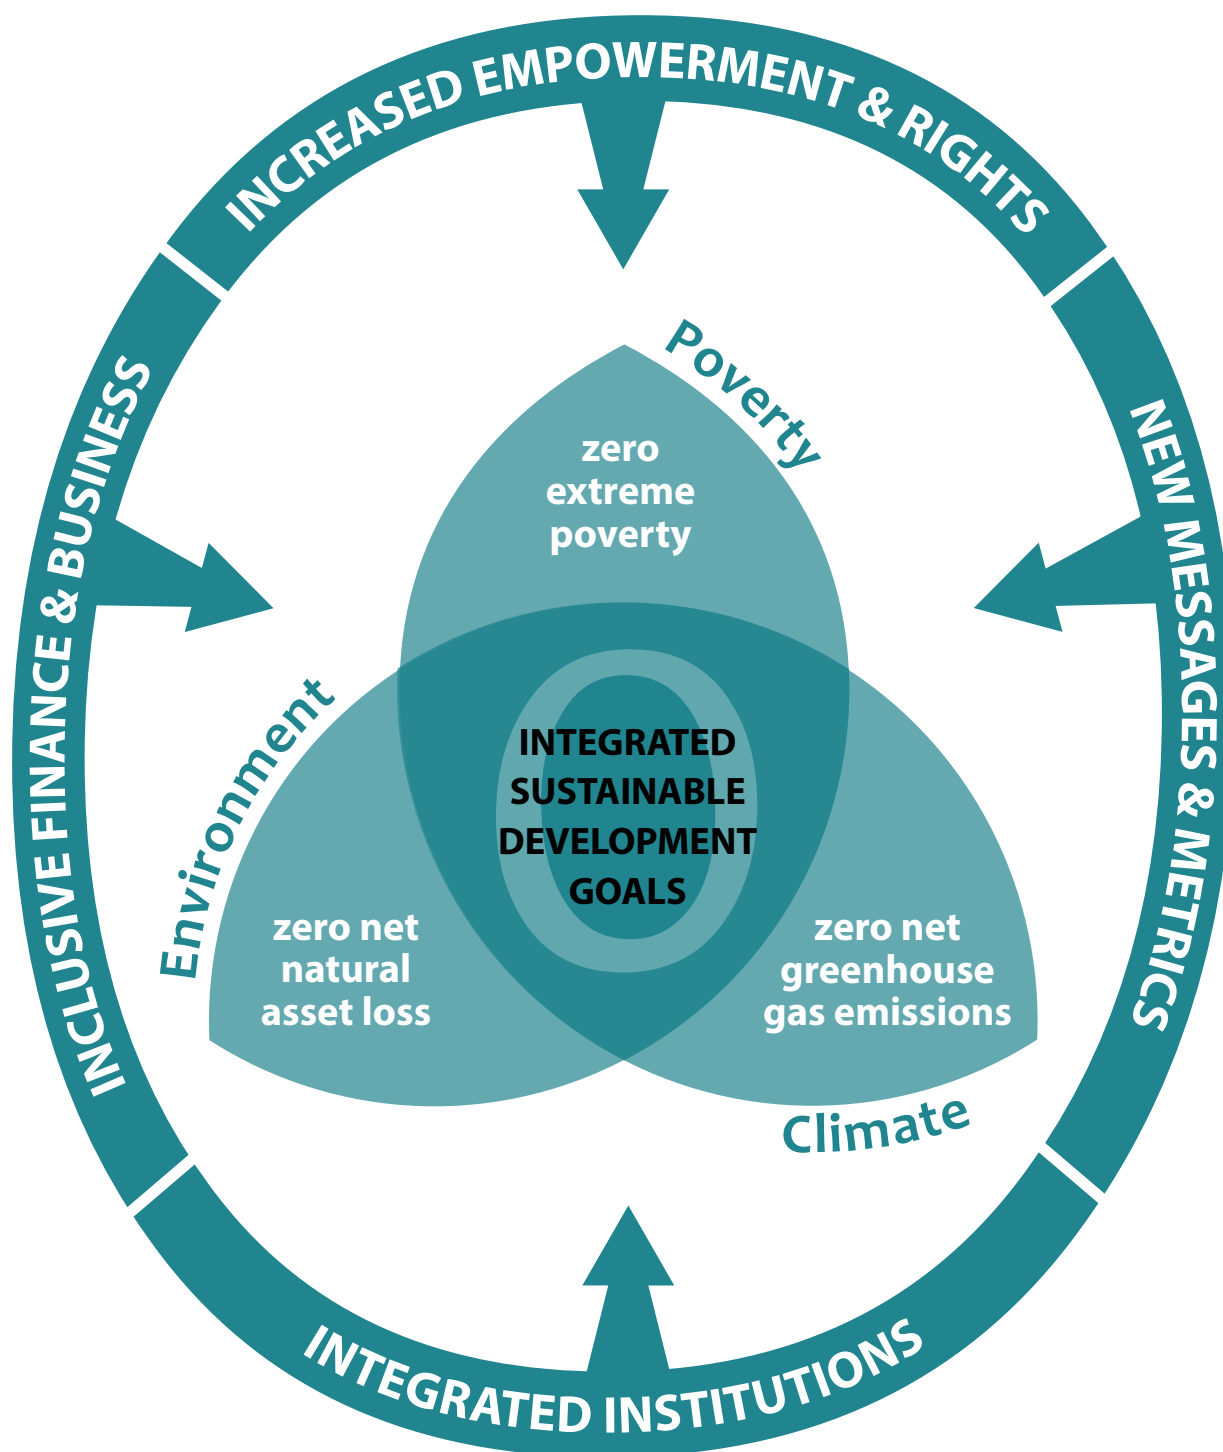 INCREASED EMPOWERMENT & RIGHTS
Poverty
zero
extreme
poverty
INCLUSIVE FINANCE & BUSINESS
NEW MESSAGES & METRICS
Environment
0
INTEGRATED
SUSTAINABLE
DEVELOPMENT
GOALS
zero net
natural
asset loss
zero net
greenhouse
gas emissions
Climate
INTEGRATED INSTITUTIONS